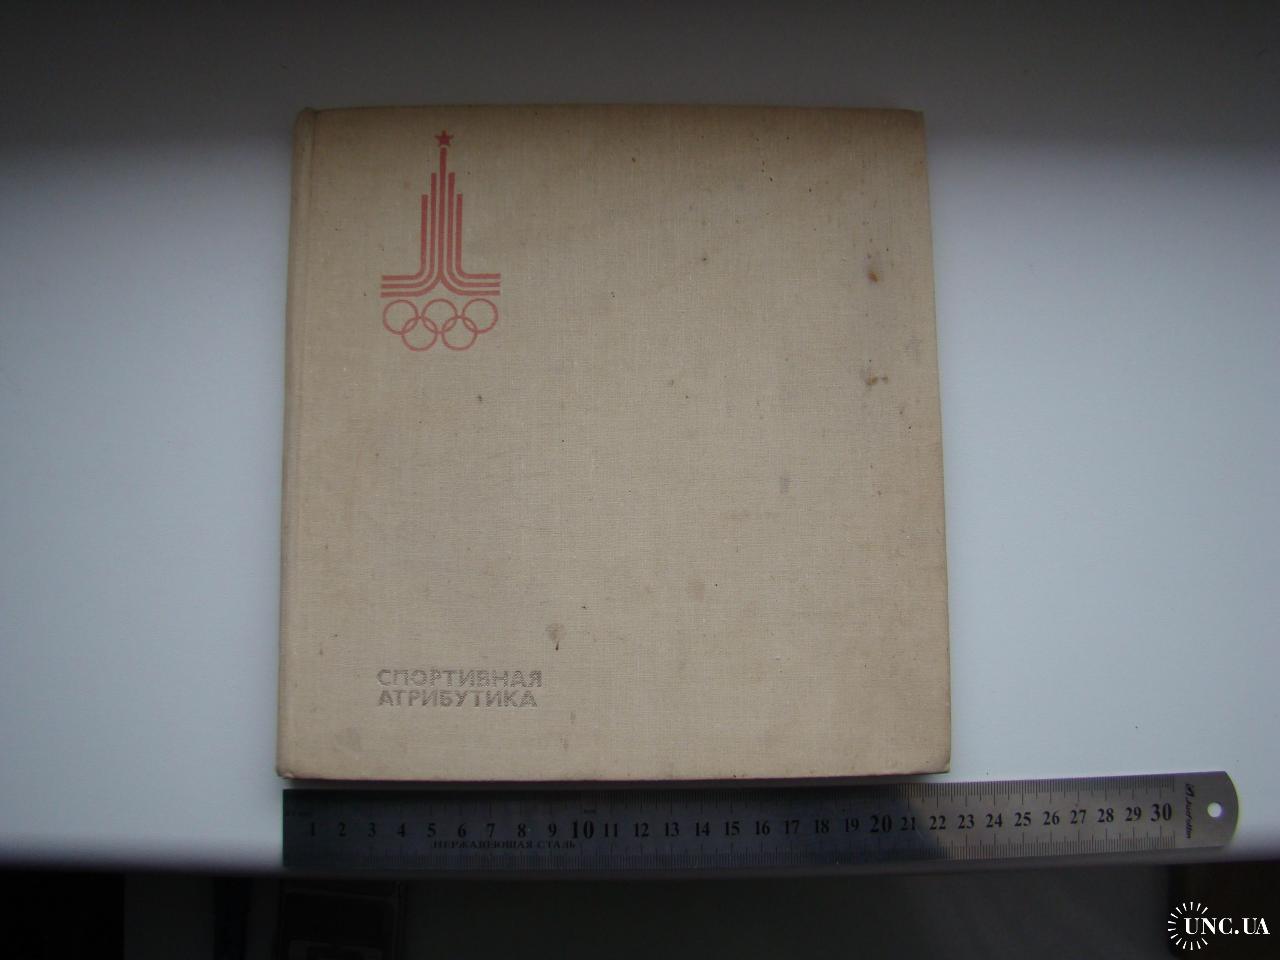 СПОРТИВНАЯ
АТРИБУТИКА
1 2 3 4 5 6 7 8 9 10 11 12 13 14 15 16 17 18 19 20 21 22 23 24 25 26 27 28 29 30
НЕРЖАВЕЮЩАЯ СТАЛЬ
UNC.UA